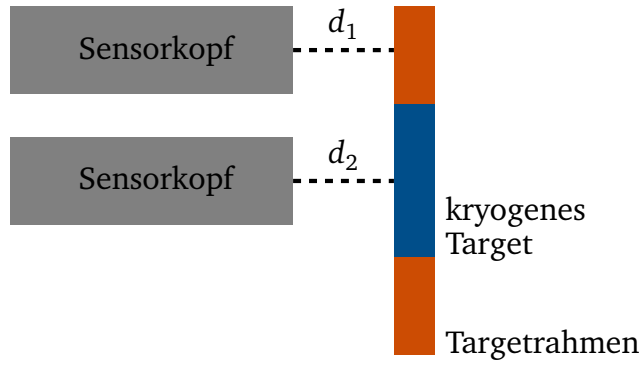 Sensorkopf
d₁
Sensorkopf
d₂
kryogenes
Target
Targetrahmen